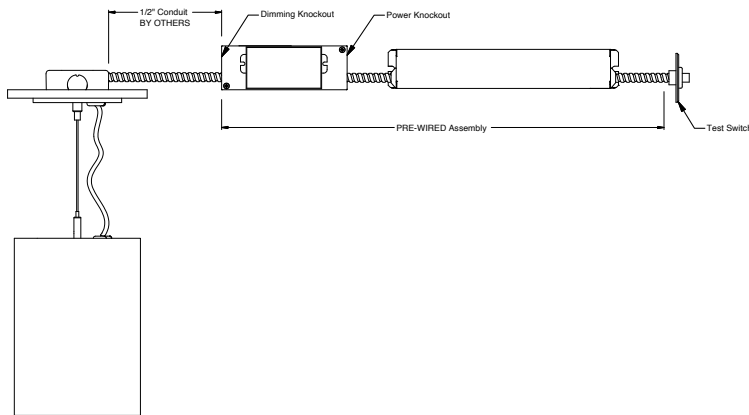 1/2" Conduit
BY OTHERS
Dimming Knockout
Power Knockout
PRE-WIRED Assembly
Test Switch